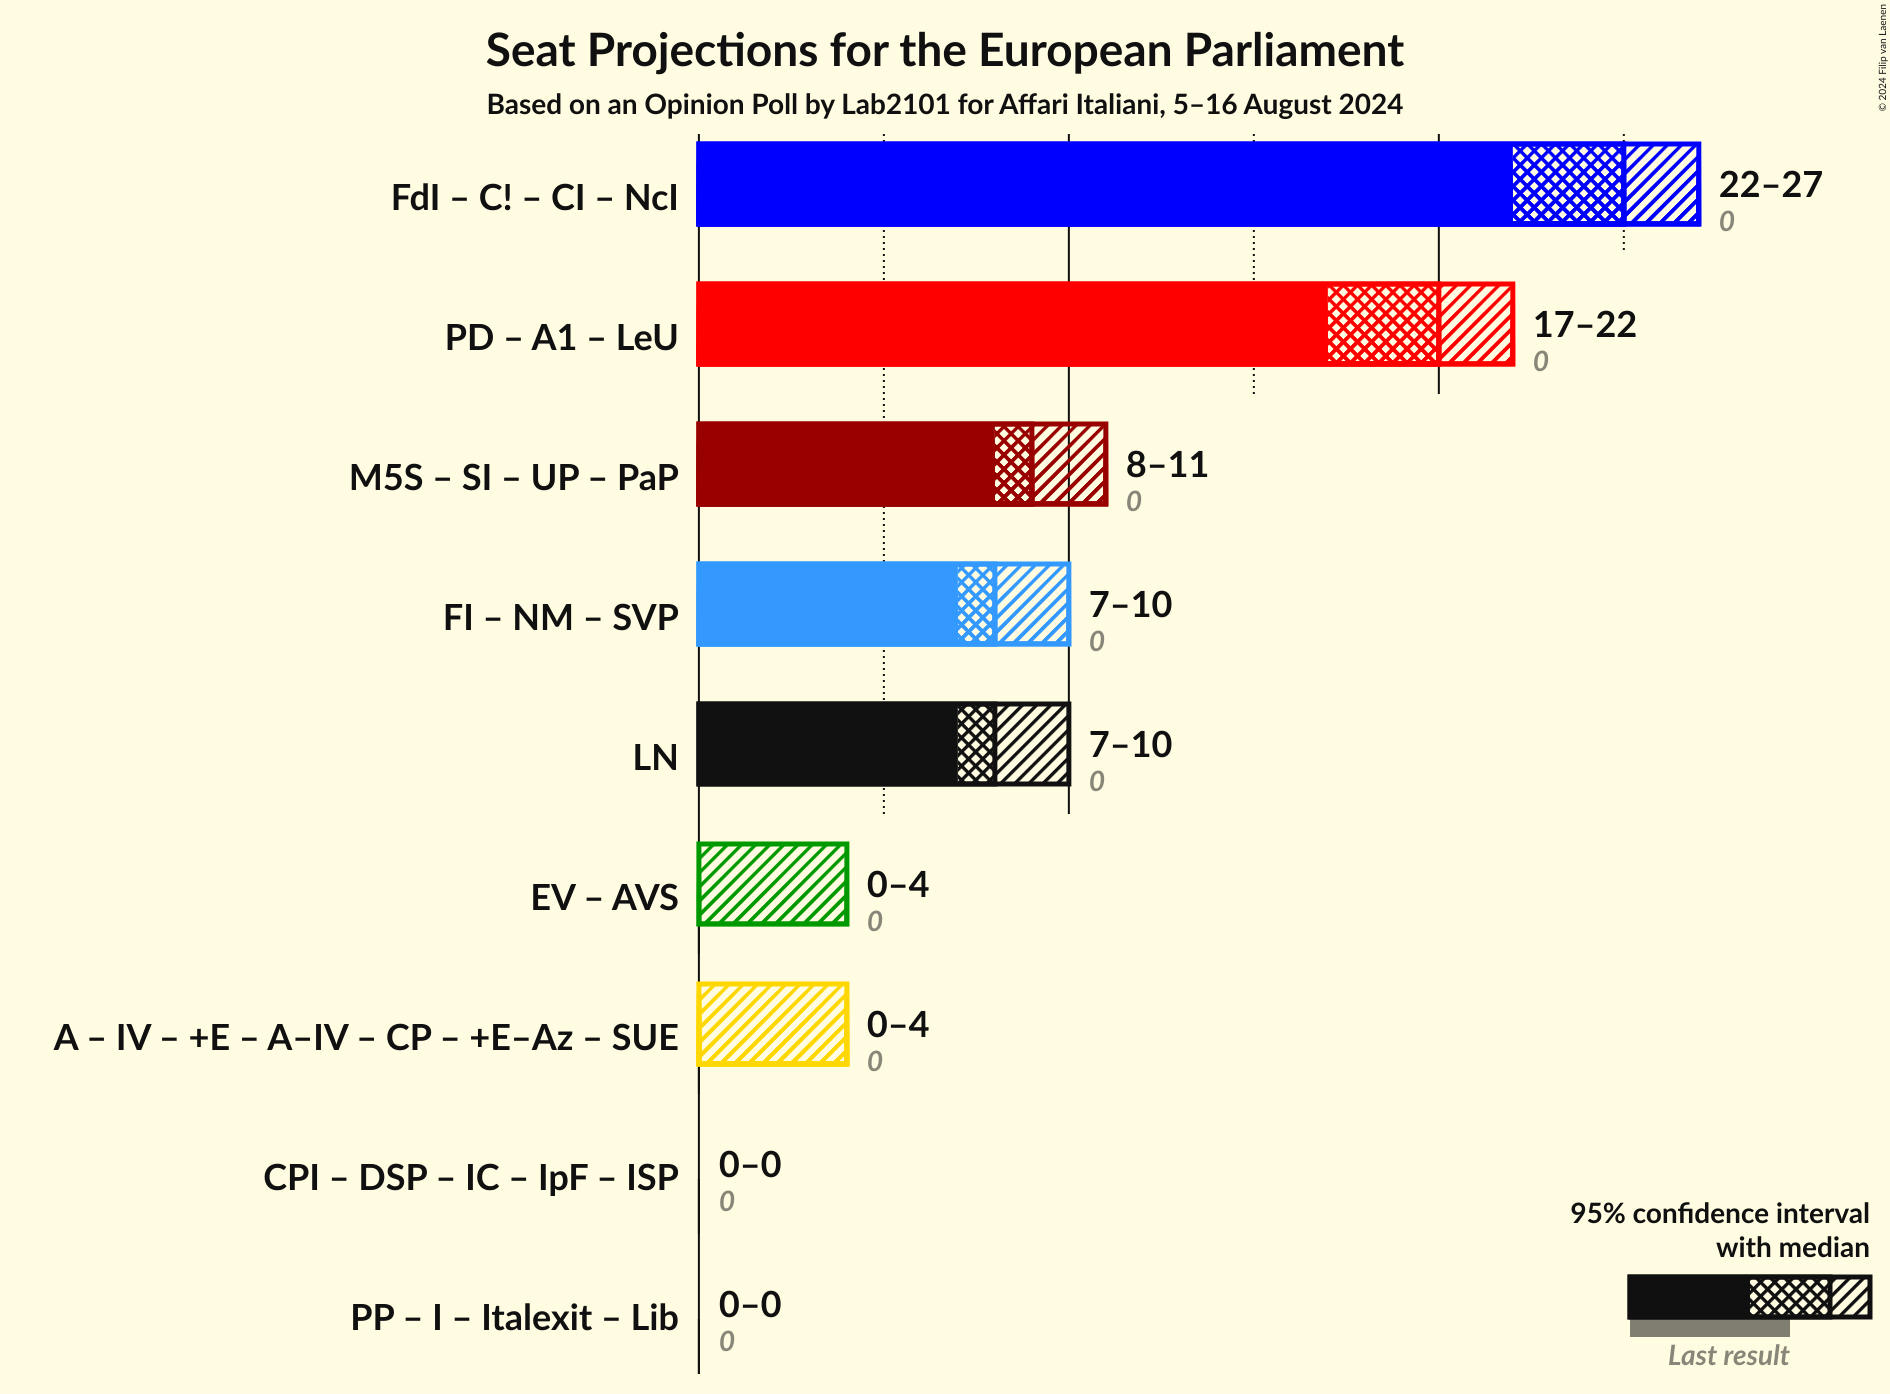 Seat Projections for the European Parliament
Based on an Opinion Poll by Lab2101 for Affari Italiani, 5–16 August 2024
© 2024 Filip van Laenen
FdI – C! – CI – NcI
22–27
0
PD – A1 – LeU
17–22
0
M5S – SI – UP – PaP
8–11
0
FI – NM – SVP
7–10
0
LN
7–10
0
EV – AVS
0–4
0
A – IV – +E – A–IV – CP – +E–Az – SUE
0–4
0
CPI – DSP – IC – IpF – ISP
0–0
0
PP – I – Italexit – Lib
0–0
0
95% confidence interval
with median
Last result